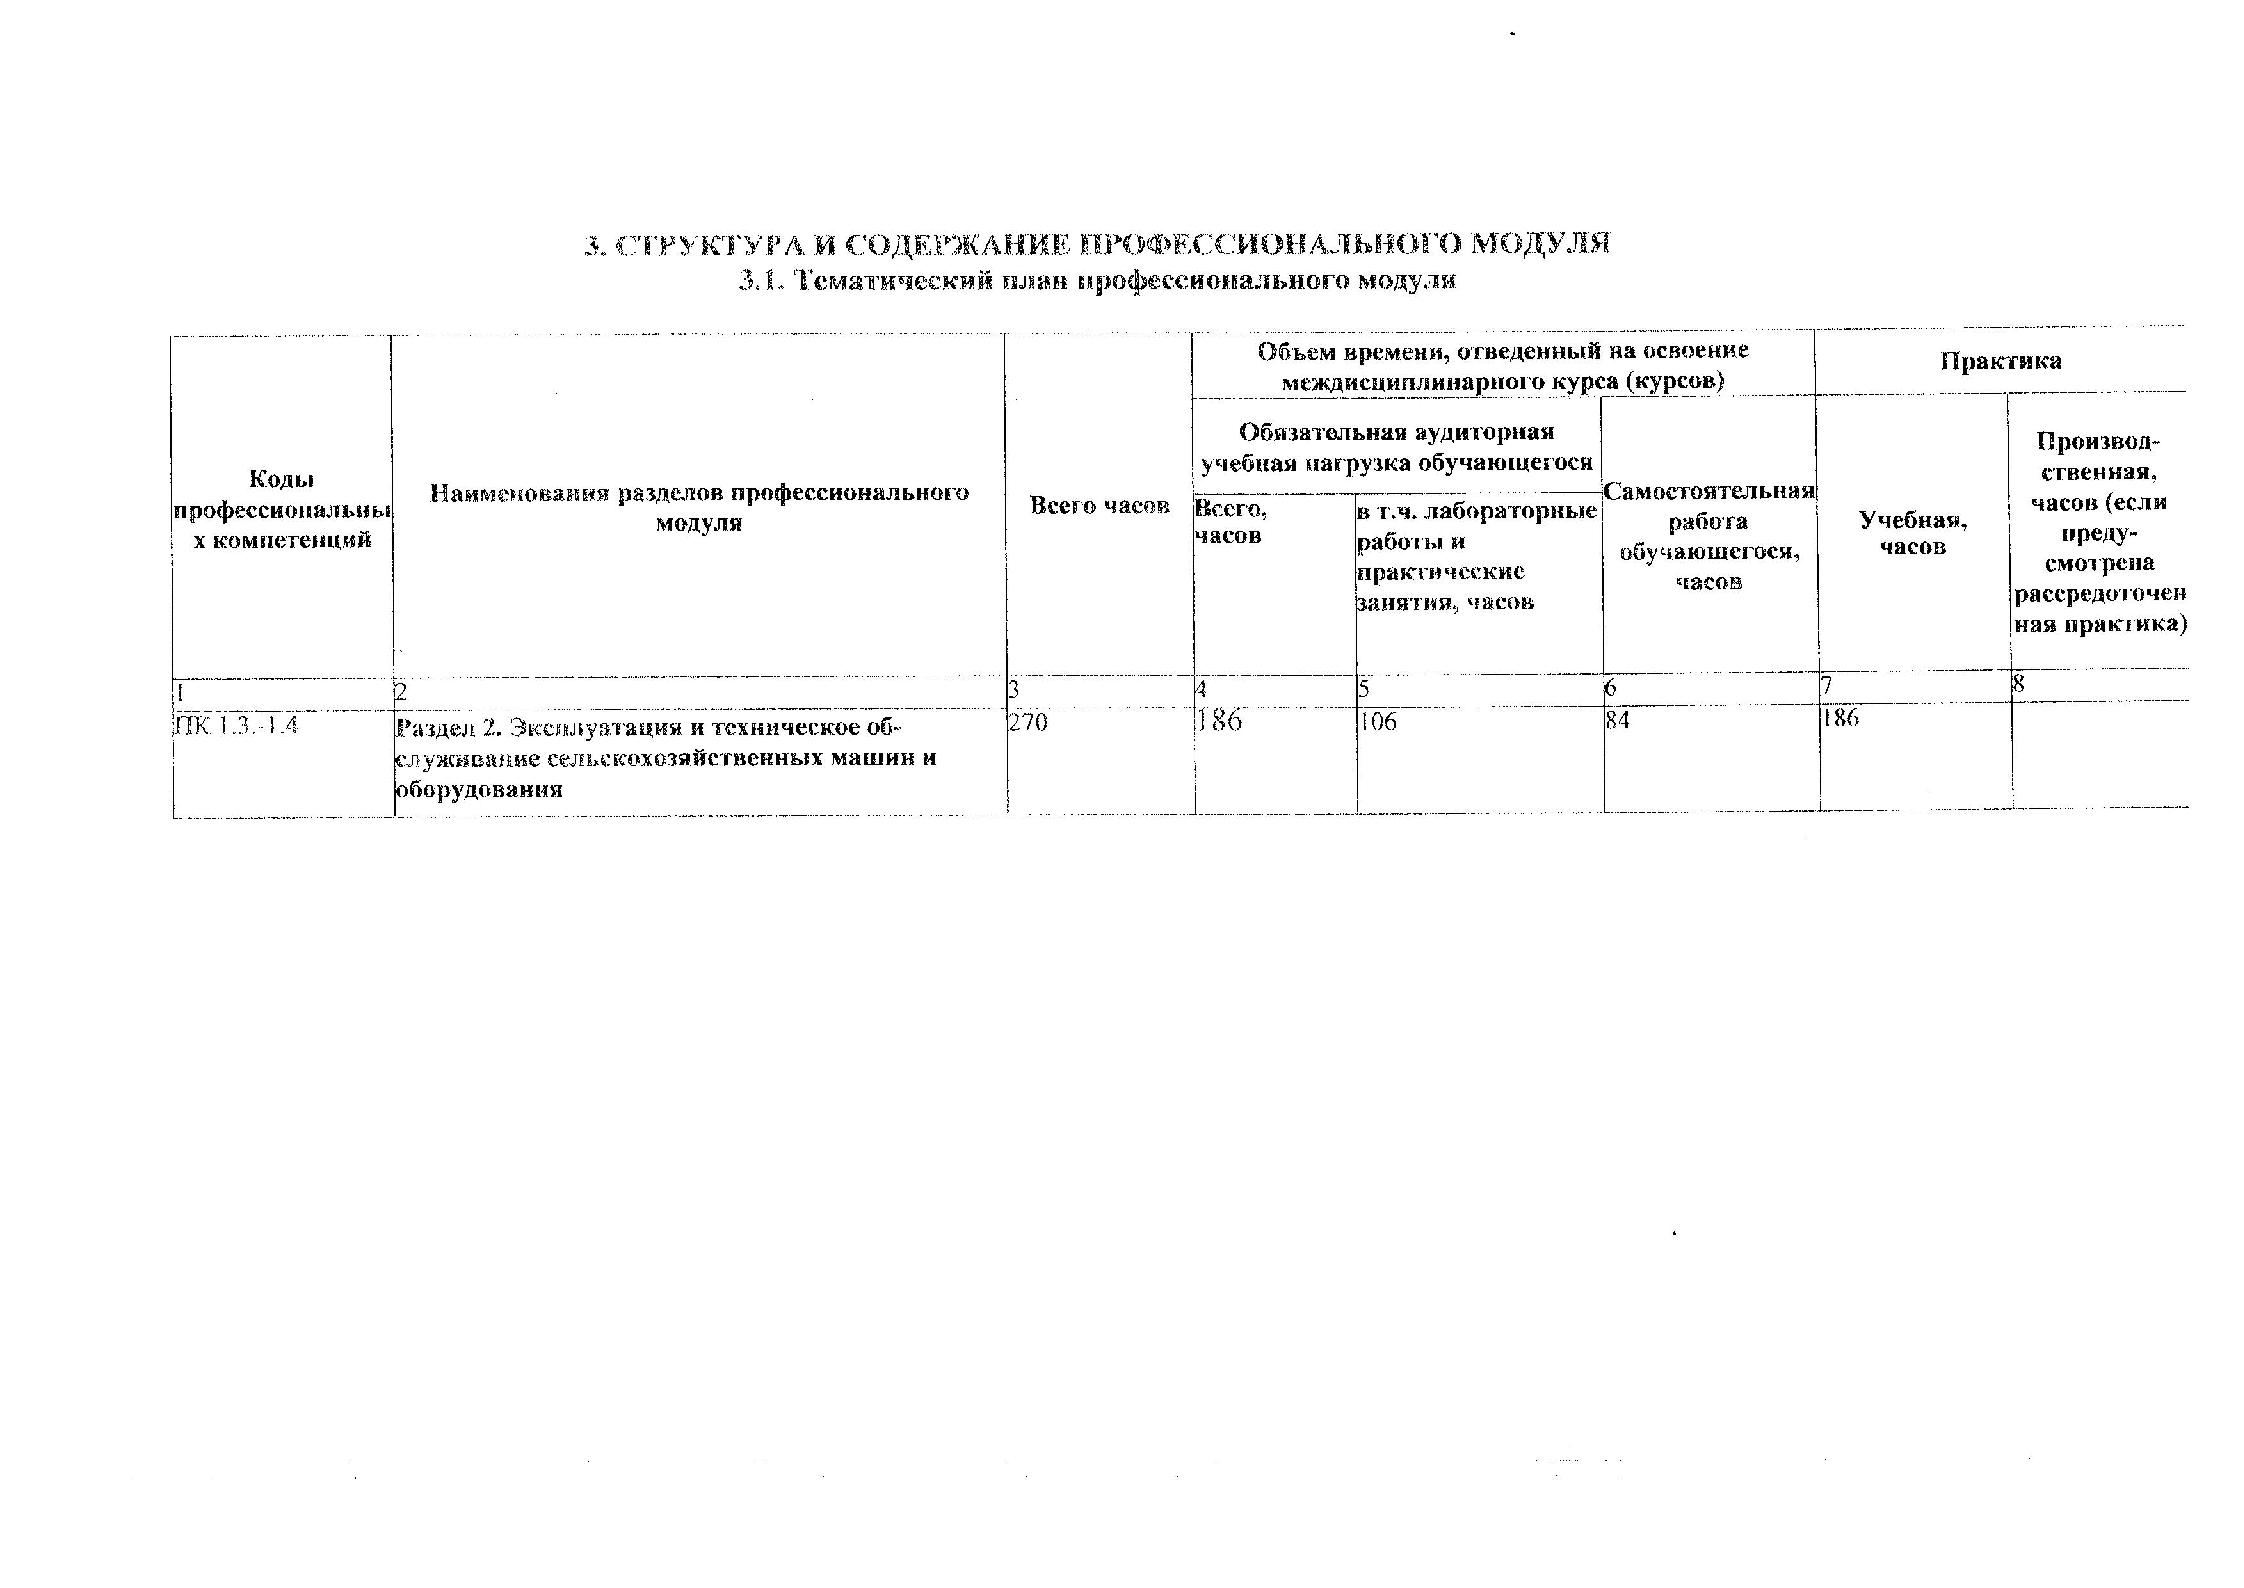 3. СТРУКТУРА И СОДЕРЖАНИЕ ПРОФЕССИОНАЛЬНОГО МОДУЛЯ
3.1. Тематический план профессионального модули
Коды
профессиональны
х компетенций
Наименования разделов профессионального
модуля
Всего часов
Объем времени, отведенный на освоение
междисциплинарного курса (курсов)
Практика
Обязательная аудиторная
учебная нагрузка обучающегося
Всего,
часов
в т.ч. лабораторные
работы и
практические
занятия, часов
Самостоятельная
работа
обучающегося,
часов
Учебная,
часов
Производ-
ственная,
часов (если
преду-
смотрена
рассредоточен
ная практика)
1 2 3 4 5 6 7 8
ПК 1.3.-1.4
Раздел 2. Эксплуатация и техническое об-
служивание сельскохозяйственных машин и
оборудования
270 186 106 84 186